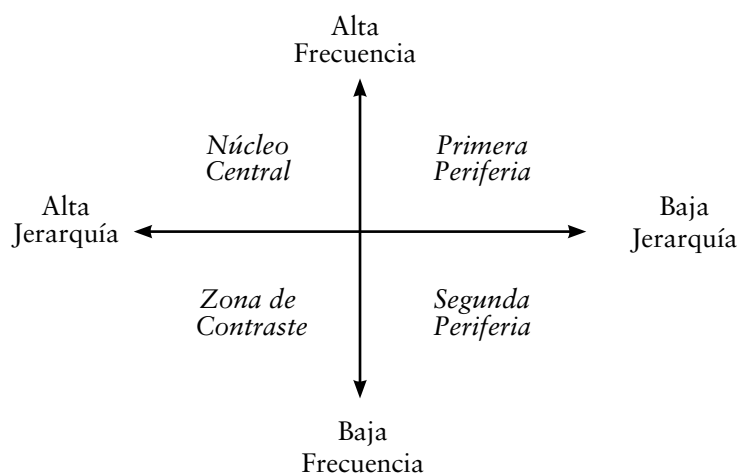 Alta
Frecuencia
Núcleo
Central
Primera
Periferia
Alta
Jerarquía
Baja
Jerarquía
Zona de
Contraste
Segunda
Periferia
Baja
Frecuencia